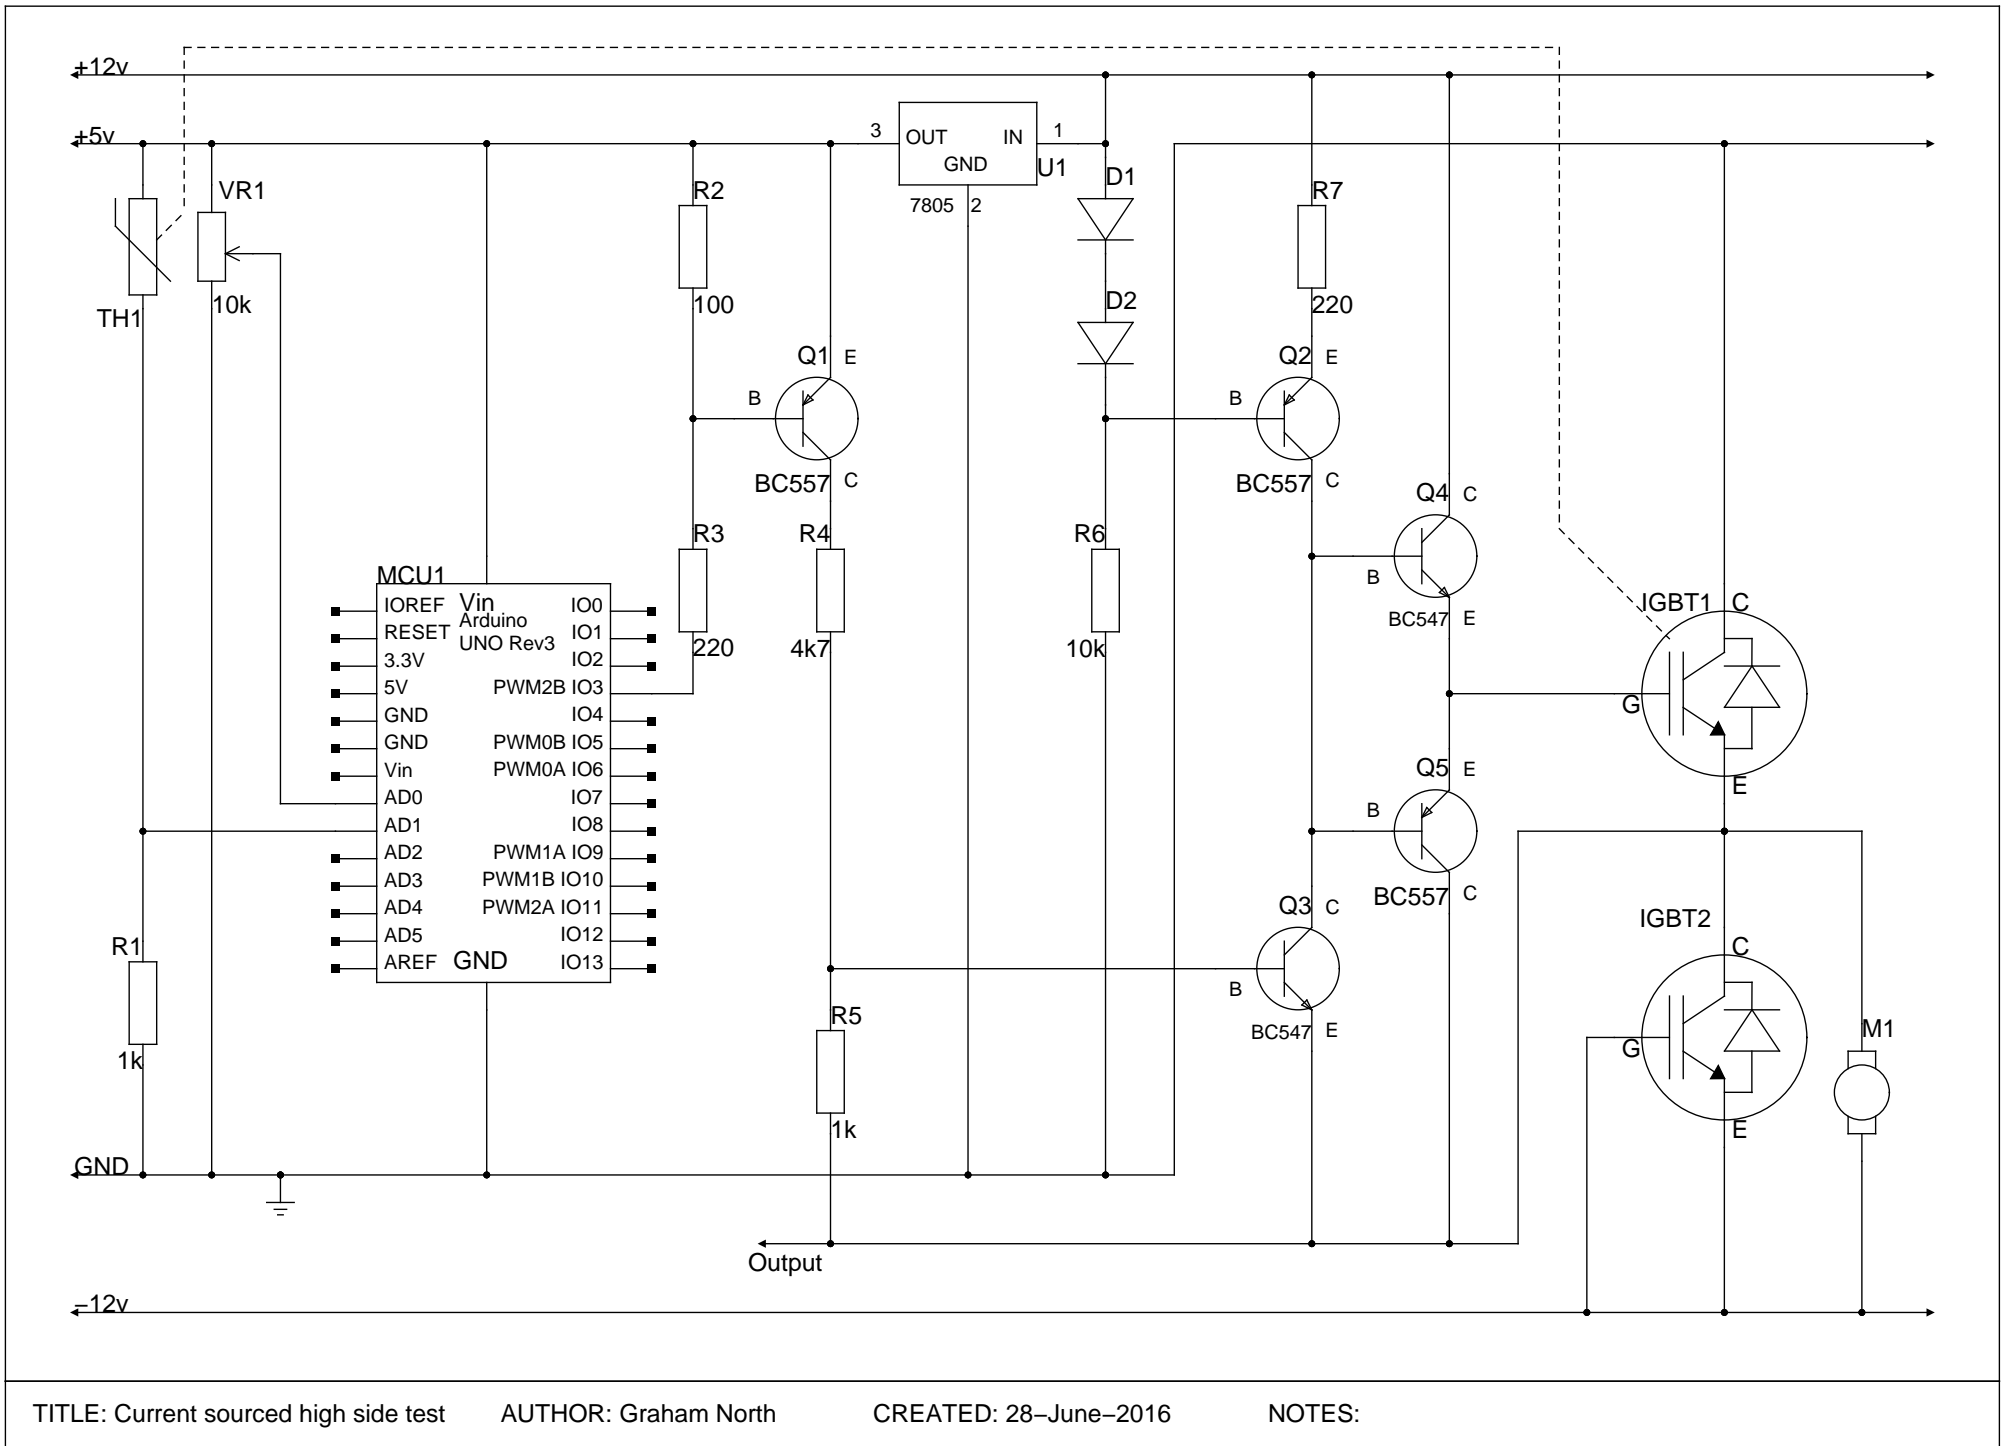 +12v
+5v
3
OUT
IN
GND
1
U1
7805
2
VR1
10k
TH1
R2
100
D1
D2
R7
220
Q1
E
B
BC557
C
Q2
E
B
BC557
C
R3
220
R4
4k7
R6
10k
Q4
C
B
BC547
E
MCU1
Vin
Arduino
UNO Rev3
IOREF
RESET
3.3V
5V
GND
GND
Vin
AD0
AD1
AD2
AD3
AD4
AD5
AREF
GND
IO0
IO1
IO2
PWM2B IO3
IO4
PWM0B IO5
PWM0A IO6
IO7
IO8
PWM1A IO9
PWM1B IO10
PWM2A IO11
IO12
IO13
IGBT1
C
G
E
Q5
E
B
BC557
C
Q3
C
B
BC547
E
IGBT2
C
G
E
M1
R1
1k
R5
1k
GND
Output
−12v
TITLE: Current sourced high side test AUTHOR: Graham North CREATED: 28−June−2016 NOTES: